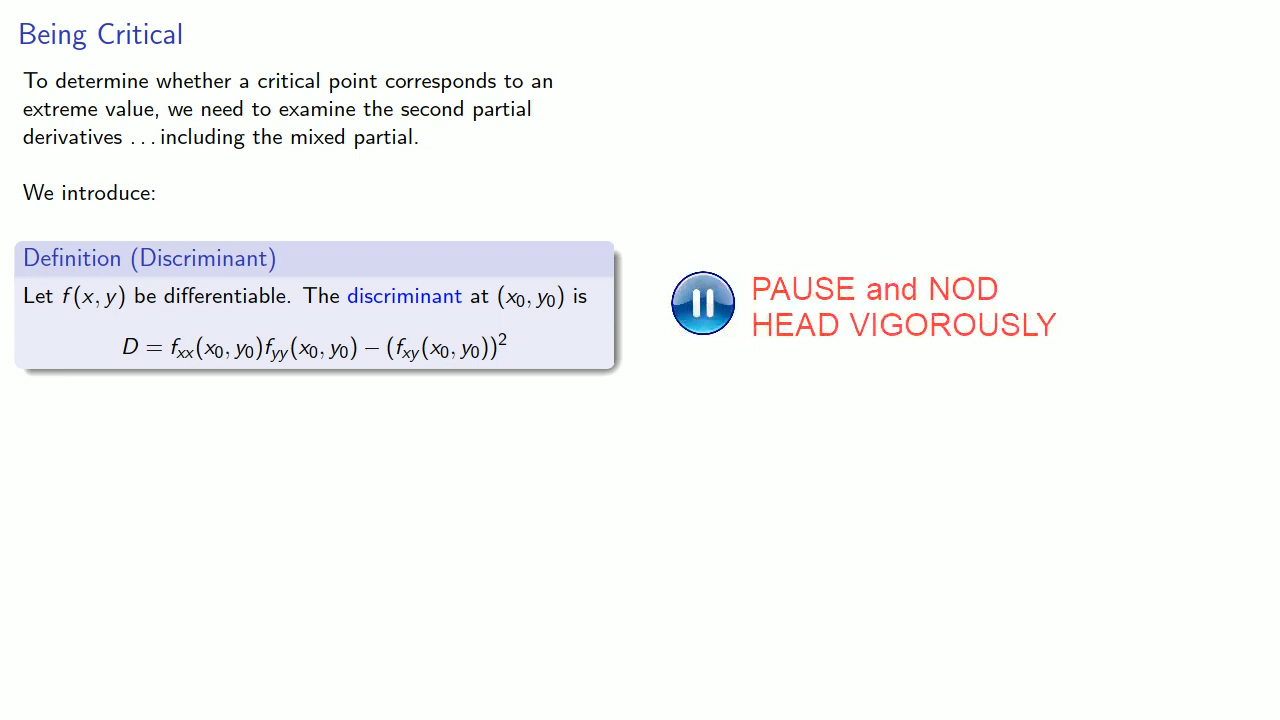 Being Critical
To determine whether a critical point corresponds to an
extreme value, we need to examine the second partial
derivatives ...including the mixed partial.
We introduce:
Definition (Discriminant)
Let f(x, y) be differentiable. The discriminant at (x₀, y₀) is
D = fₓₓ(x₀, y₀)f_yy(x₀, y₀) − (f_xy(x₀, y₀))²
PAUSE and NOD
HEAD VIGOROUSLY